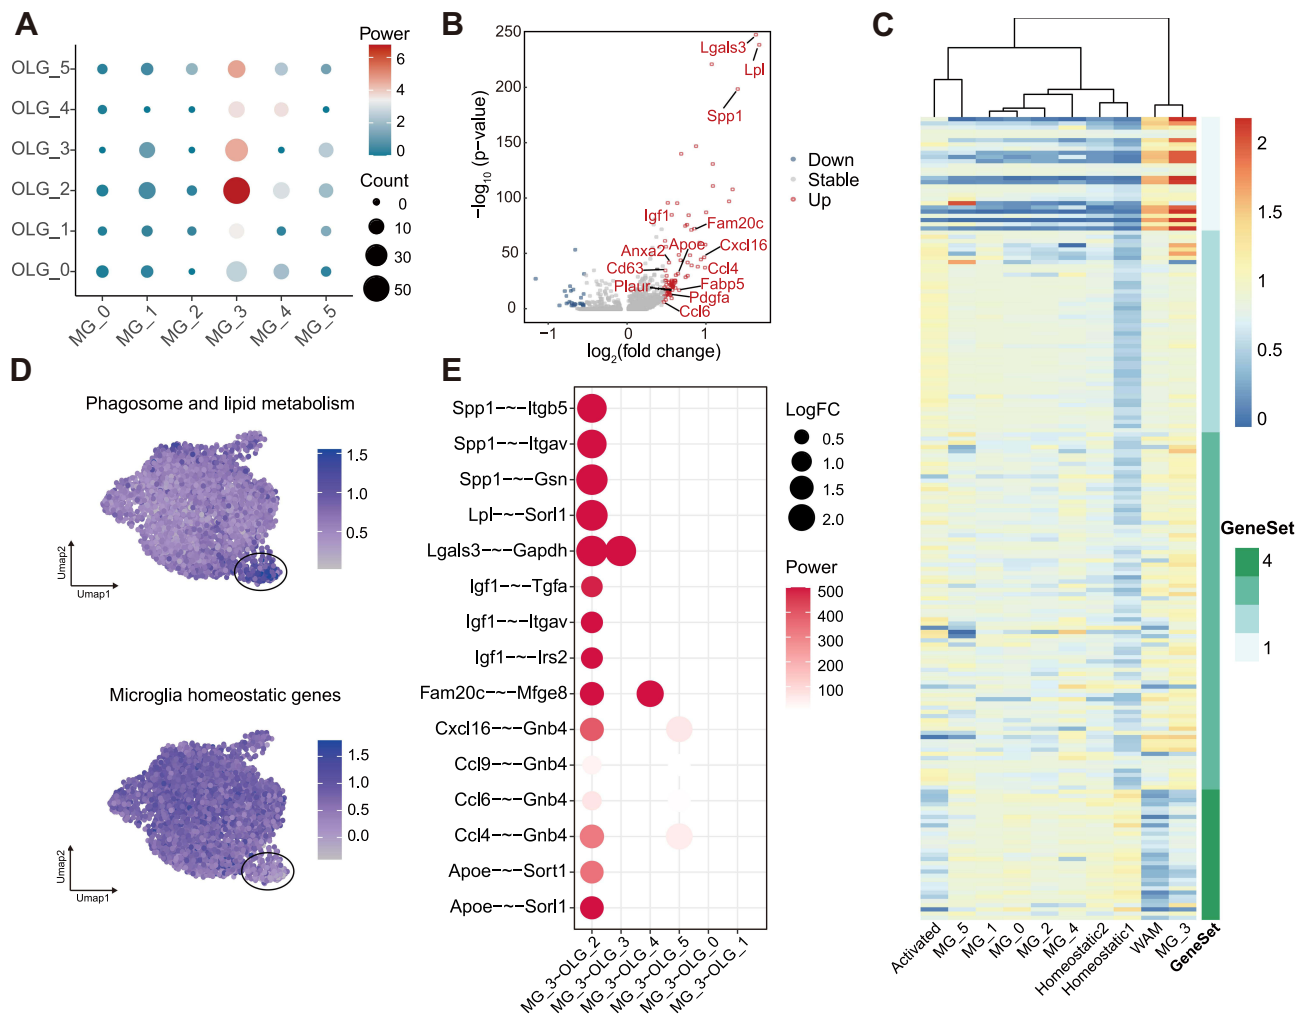 A
Power
6
4
2
0
Count
0
10
30
50
OLG_5
OLG_4
OLG_3
OLG_2
OLG_1
OLG_0
MG_0
MG_1
MG_2
MG_3
MG_4
MG_5
B
250
200
150
100
50
0
−log10 (p−value)
Lgals3
Lpl
Spp1
Igf1
Fam20c
Anxa2
Apoe
Cxcl16
Cd63
Ccl4
Plaur
Fabp5
Pdgfa
Ccl6
−1
0
1
log2(fold change)
Down
Stable
Up
C
2
1.5
1
0.5
0
GeneSet
4
1
Activated
MG_5
MG_1
MG_0
MG_2
MG_4
Homeostatic2
Homeostatic1
WAM
MG_3
GeneSet
D
Phagosome and lipid metabolism
1.5
1.0
0.5
Umap2
Umap1
Microglia homeostatic genes
1.5
1.0
0.5
0.0
Umap2
Umap1
E
Spp1−~−Itgb5
Spp1−~−Itgav
Spp1−~−Gsn
Lpl−~−Sorl1
Lgals3−~−Gapdh
Igf1−~−Tgfa
Igf1−~−Itgav
Igf1−~−Irs2
Fam20c−~−Mfge8
Cxcl16−~−Gnb4
Ccl9−~−Gnb4
Ccl6−~−Gnb4
Ccl4−~−Gnb4
Apoe−~−Sort1
Apoe−~−Sorl1
MG_3~OLG_2
MG_3~OLG_3
MG_3~OLG_4
MG_3~OLG_5
MG_3~OLG_0
MG_3~OLG_1
LogFC
0.5
1.0
1.5
2.0
Power
500
400
300
200
100